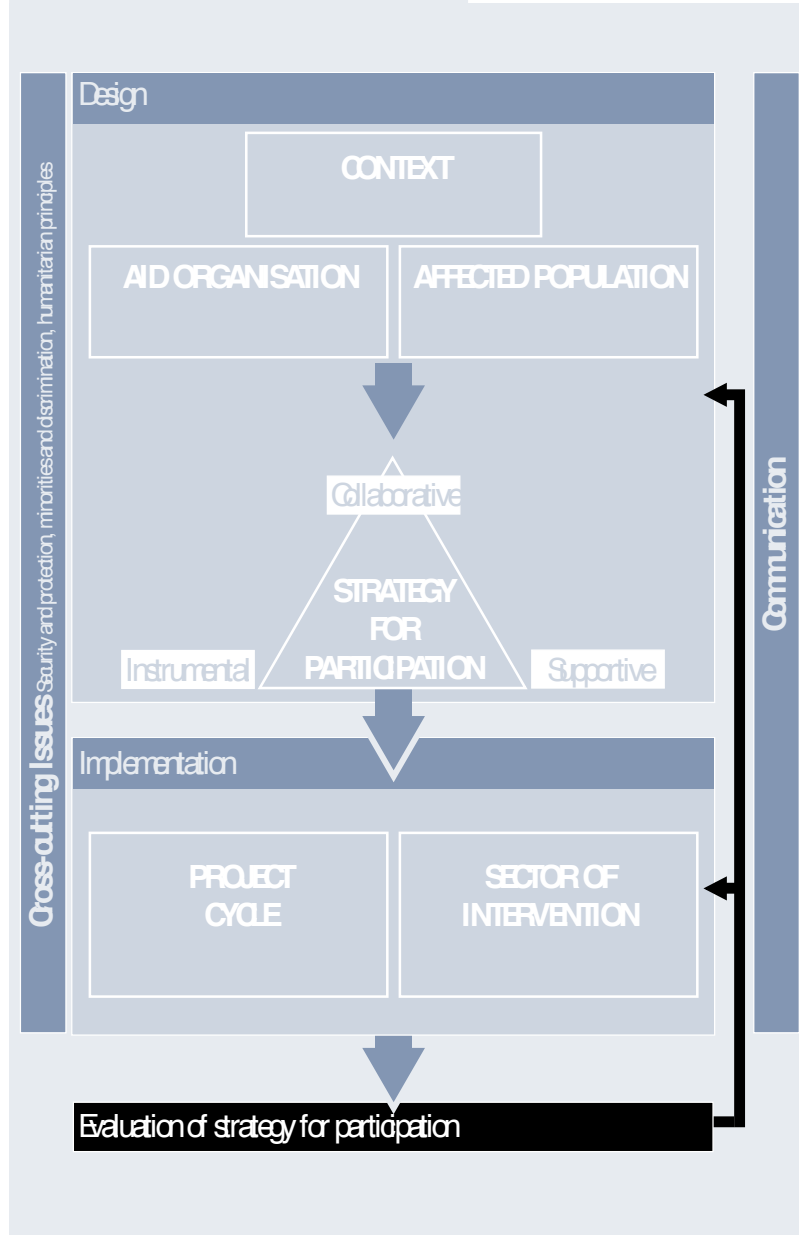 Design
CONTEXT
AID ORGANISATION
AFFECTED POPULATION
Collaborative
STRATEGY
FOR
PARTICIPATION
Instrumental
Supportive
Implementation
PROJECT
CYCLE
SECTOR OF
INTERVENTION
Evaluation of strategy for participation
Cross-cutting Issues Security and protection, minorities and discrimination, humanitarian principles
Communication